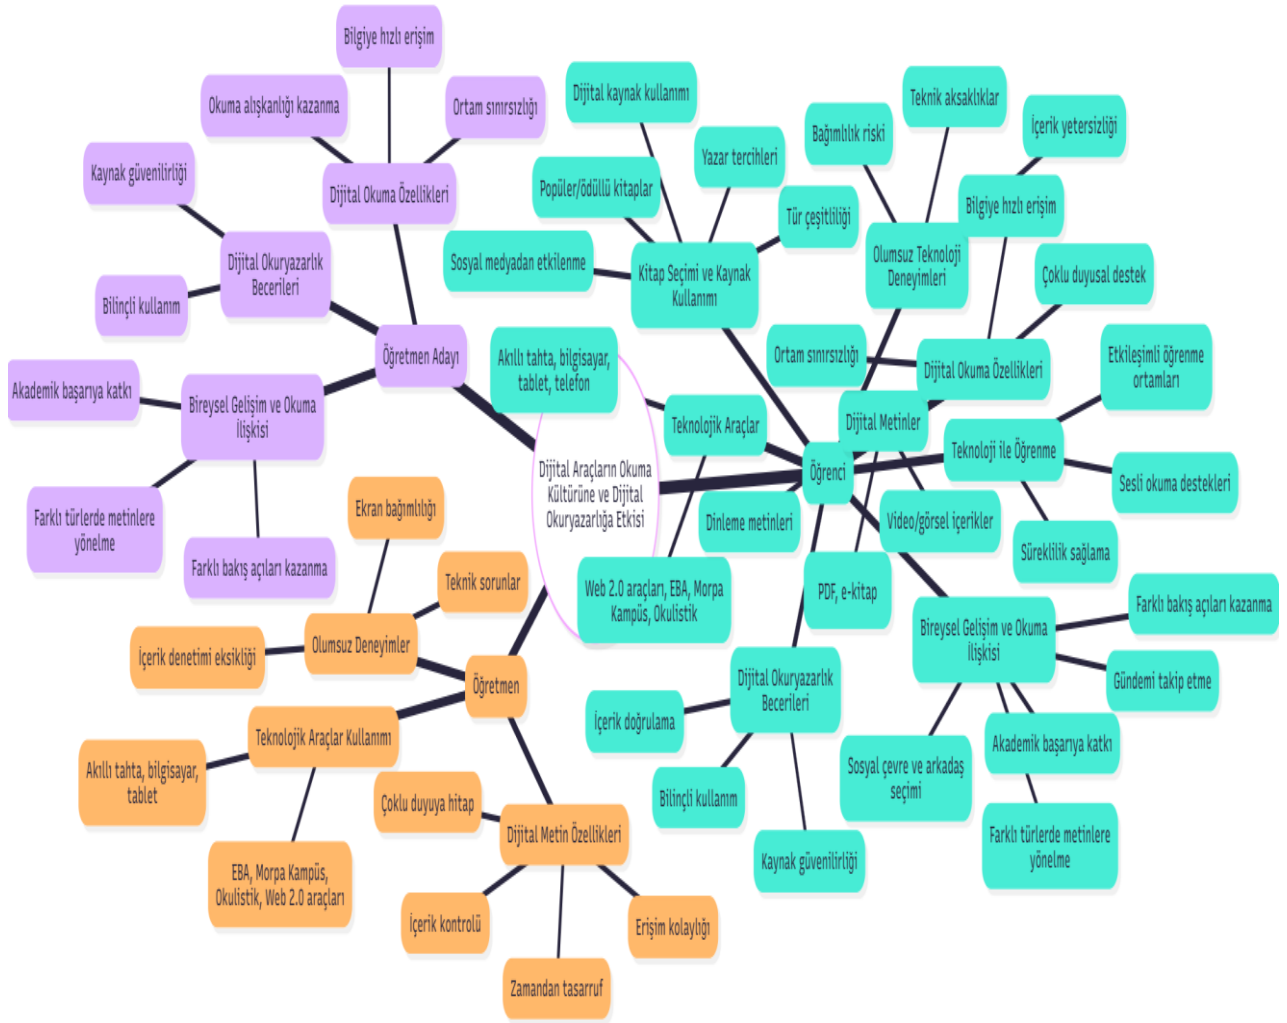 Dijital Araçların Okuma
Kültürüne ve Dijital
Okuryazarlığa Etkisi
Öğretmen Adayı
Dijital Okuma Özellikleri
Bilgiye hızlı erişim
Okuma alışkanlığı kazanma
Ortam sınırsızlığı
Dijital Okuryazarlık
Becerileri
Kaynak güvenilirliği
Bilinçli kullanım
Bireysel Gelişim ve Okuma
İlişkisi
Akademik başarıya katkı
Farklı türlerde metinlere
yönelme
Farklı bakış açıları kazanma
Öğretmen
Olumsuz Deneyimler
Ekran bağımlılığı
Teknik sorunlar
İçerik denetimi eksikliği
Teknolojik Araçlar Kullanımı
Akıllı tahta, bilgisayar,
tablet
EBA, Morpa Kampüs,
Okulistik, Web 2.0 araçları
Dijital Metin Özellikleri
Çoklu duyuya hitap
İçerik kontrolü
Zamandan tasarruf
Erişim kolaylığı
Öğrenci
Kitap Seçimi ve Kaynak
Kullanımı
Dijital kaynak kullanımı
Yazar tercihleri
Popüler/ödüllü kitaplar
Tür çeşitliliği
Sosyal medyadan etkilenme
Olumsuz Teknoloji
Deneyimleri
Bağımlılık riski
Teknik aksaklıklar
İçerik yetersizliği
Bilgiye hızlı erişim
Dijital Okuma Özellikleri
Çoklu duyusal destek
Ortam sınırsızlığı
Teknolojik Araçlar
Akıllı tahta, bilgisayar,
tablet, telefon
Web 2.0 araçları, EBA, Morpa
Kampüs, Okulistik
Dijital Metinler
Dinleme metinleri
Video/görsel içerikler
PDF, e-kitap
Teknoloji ile Öğrenme
Etkileşimli öğrenme
ortamları
Sesli okuma destekleri
Süreklilik sağlama
Dijital Okuryazarlık
Becerileri
İçerik doğrulama
Bilinçli kullanım
Kaynak güvenilirliği
Bireysel Gelişim ve Okuma
İlişkisi
Farklı bakış açıları kazanma
Gündemi takip etme
Akademik başarıya katkı
Sosyal çevre ve arkadaş
seçimi
Farklı türlerde metinlere
yönelme